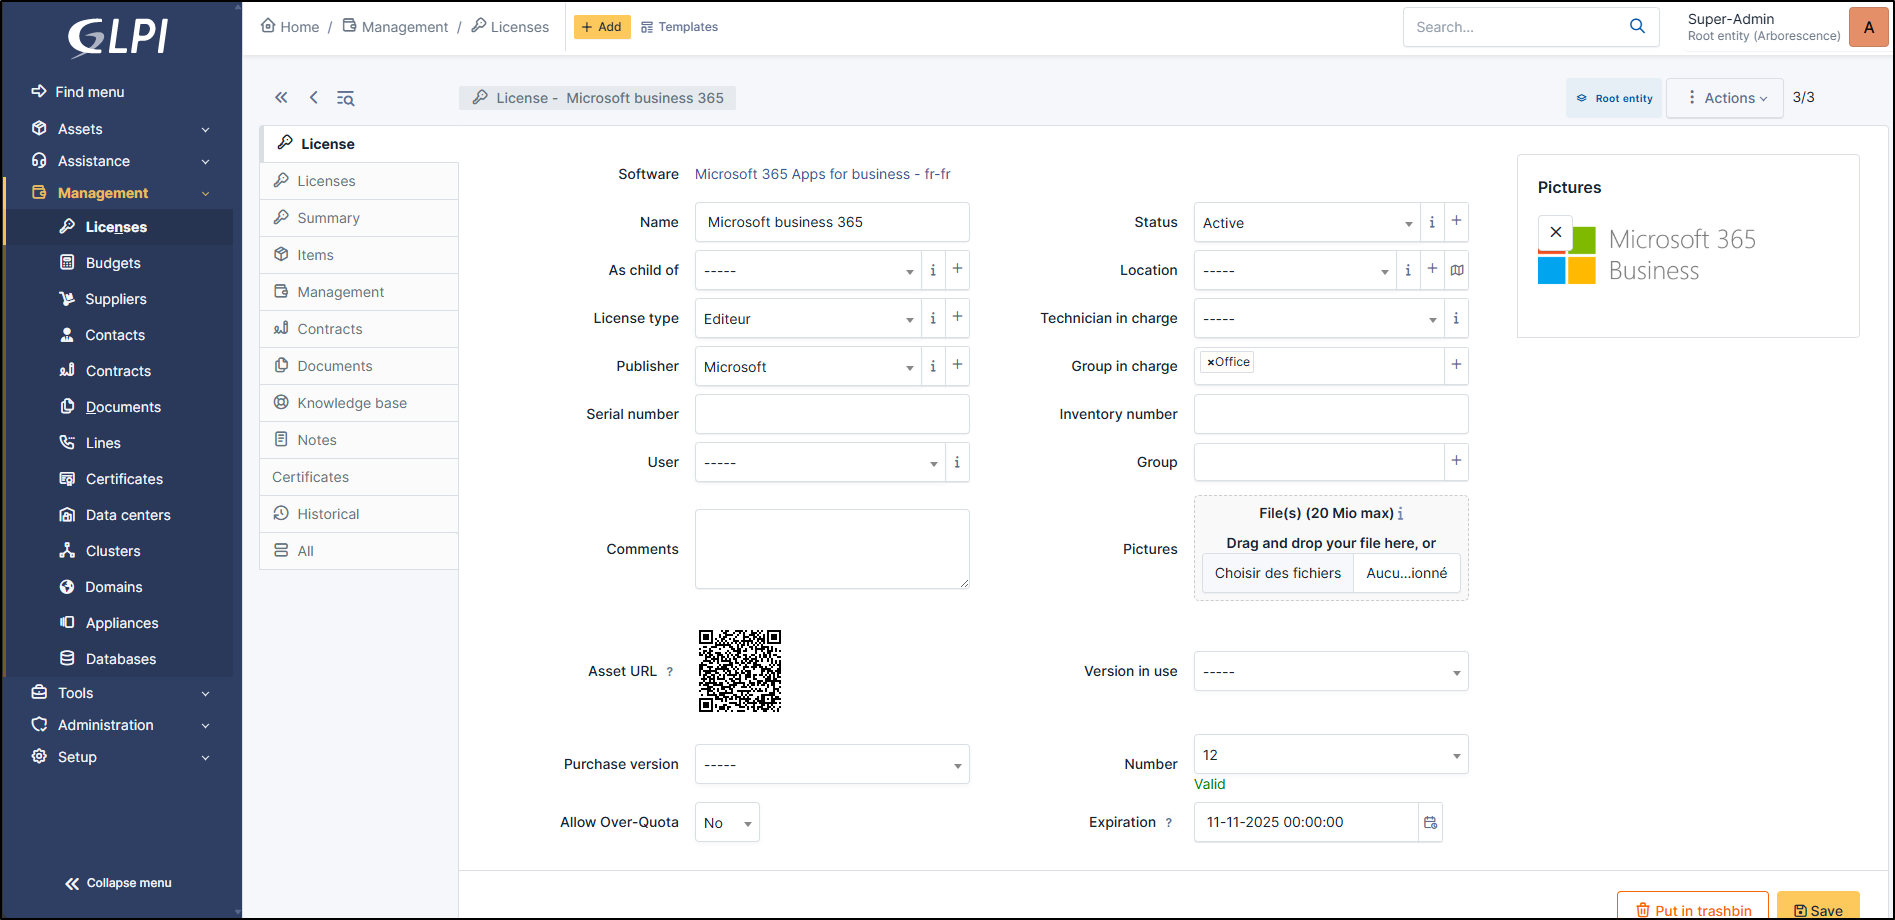 GLPI
Home / Management / Licenses
Add
Templates
Search...
Super-Admin
Root entity (Arborescence)
A
Find menu
Assets
Assistance
Management
Licenses
Budgets
Suppliers
Contacts
Contracts
Documents
Lines
Certificates
Data centers
Clusters
Domains
Appliances
Databases
Tools
Administration
Setup
Collapse menu
License - Microsoft business 365
Root entity
Actions
3/3
License
Licenses
Summary
Items
Management
Contracts
Documents
Knowledge base
Notes
Certificates
Historical
All
Software Microsoft 365 Apps for business - fr-fr
Name Microsoft business 365
Status Active
As child of -----
Location -----
License type Editeur
Technician in charge -----
Publisher Microsoft
Group in charge ×Office
Serial number
Inventory number
User -----
Group
Comments
Pictures
File(s) (20 Mio max)
Drag and drop your file here, or
Choisir des fichiers Aucu...ionné
Asset URL ?
Version in use -----
Purchase version -----
Number 12
Valid
Allow Over-Quota No
Expiration ? 11-11-2025 00:00:00
Pictures
Microsoft 365
Business
Put in trashbin
Save